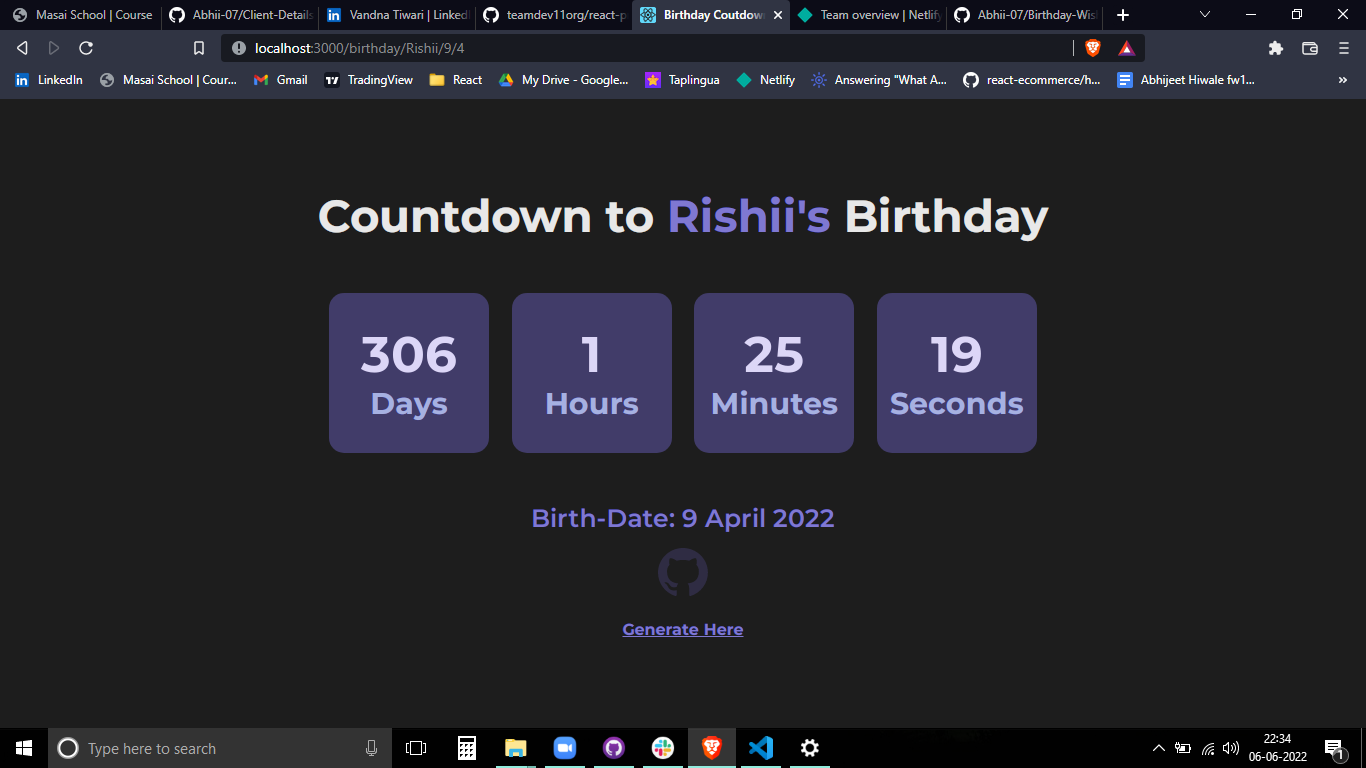 Masai School | Course
Abhii-07/Client-Details
Vandna Tiwari | Linked
teamdev11org/react-p
Birthday Coutdow
Team overview | Netlify
Abhii-07/Birthday-Wis
localhost:3000/birthday/Rishii/9/4
LinkedIn
Masai School | Cour...
Gmail
TradingView
React
My Drive - Google...
Taplingua
Netlify
Answering "What A...
react-ecommerce/h...
Abhijeet Hiwale fw1...
Countdown to Rishii's Birthday
306 1 25 19
Days Hours Minutes Seconds
Birth-Date: 9 April 2022
Generate Here
Type here to search
22:34
06-06-2022
1